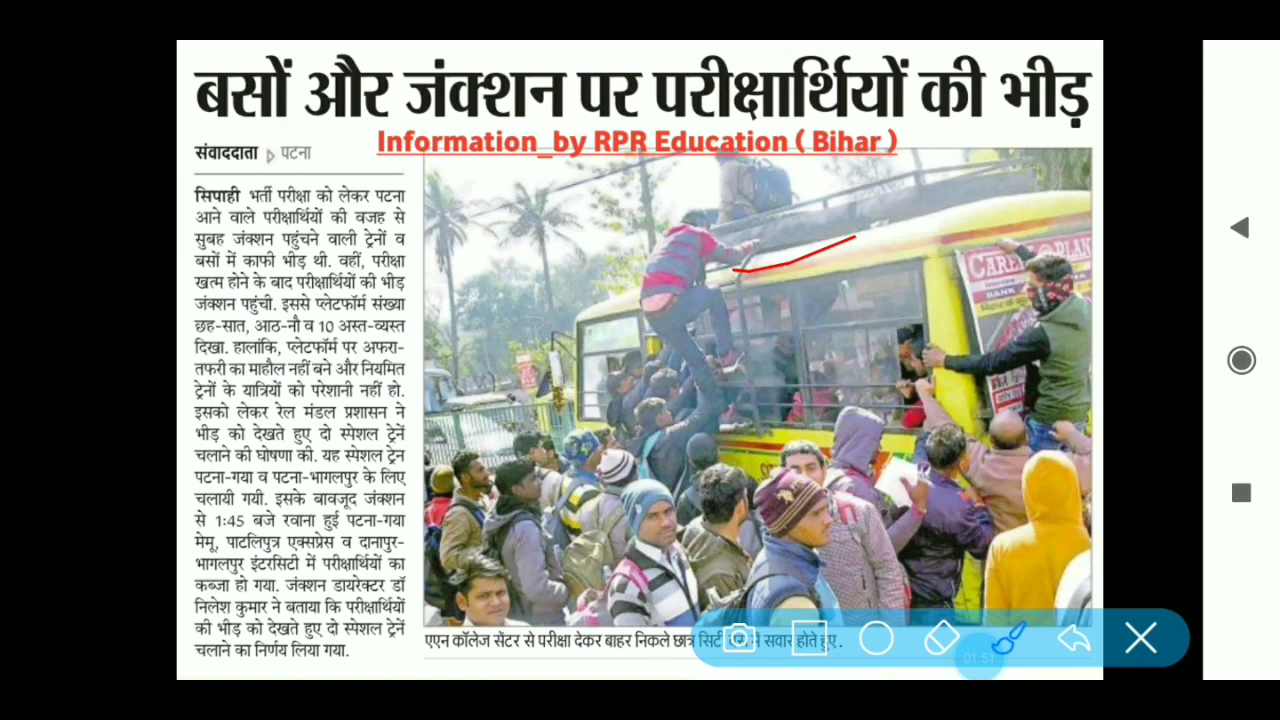 बसों और जंक्शन पर परीक्षार्थियों की भीड़
Information_by RPR Education ( Bihar )
संवाददाता ▷ पटना
सिपाही भर्ती परीक्षा को लेकर पटना
आने वाले परीक्षार्थियों की वजह से
सुबह जंक्शन पहुंचने वाली ट्रेनों व
बसों में काफी भीड़ थी. वहीं, परीक्षा
खत्म होने के बाद परीक्षार्थियों की भीड़
जंक्शन पहुंची. इससे प्लेटफॉर्म संख्या
छह-सात, आठ-नौ व 10 अस्त-व्यस्त
दिखा. हालांकि, प्लेटफॉर्म पर अफरा-
तफरी का माहौल नहीं बने और नियमित
ट्रेनों के यात्रियों को परेशानी नहीं हो.
इसको लेकर रेल मंडल प्रशासन ने
भीड़ को देखते हुए दो स्पेशल ट्रेनें
चलाने की घोषणा की. यह स्पेशल ट्रेन
पटना-गया व पटना-भागलपुर के लिए
चलायी गयी. इसके बावजूद जंक्शन
से 1:45 बजे रवाना हुई पटना-गया
मेमू, पाटलिपुत्र एक्सप्रेस व दानापुर-
भागलपुर इंटरसिटी में परीक्षार्थियों का
कब्जा हो गया. जंक्शन डायरेक्टर डॉ
निलेश कुमार ने बताया कि परीक्षार्थियों
की भीड़ को देखते हुए दो स्पेशल ट्रेनें
चलाने का निर्णय लिया गया.
PLAN
BANK
एएन कॉलेज सेंटर से परीक्षा देकर बाहर निकले छात्र सिटी में सवार होते हुए.
01:51